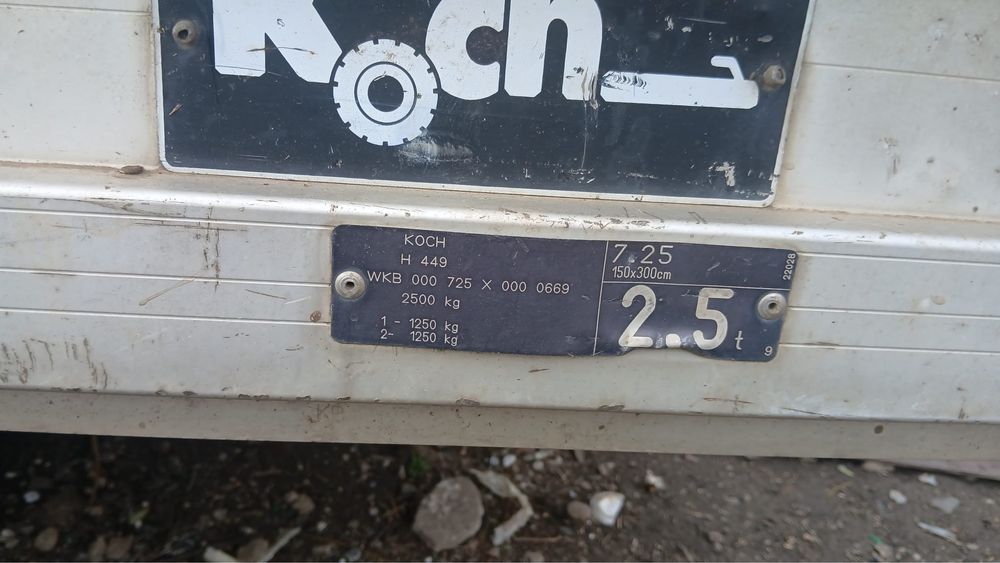 Koch
KOCH
H 449
WKB 000 725 X 000 0669
2500 kg
1 - 1250 kg
2- 1250 kg
7.25
150x300cm
2.5 t
22028
9